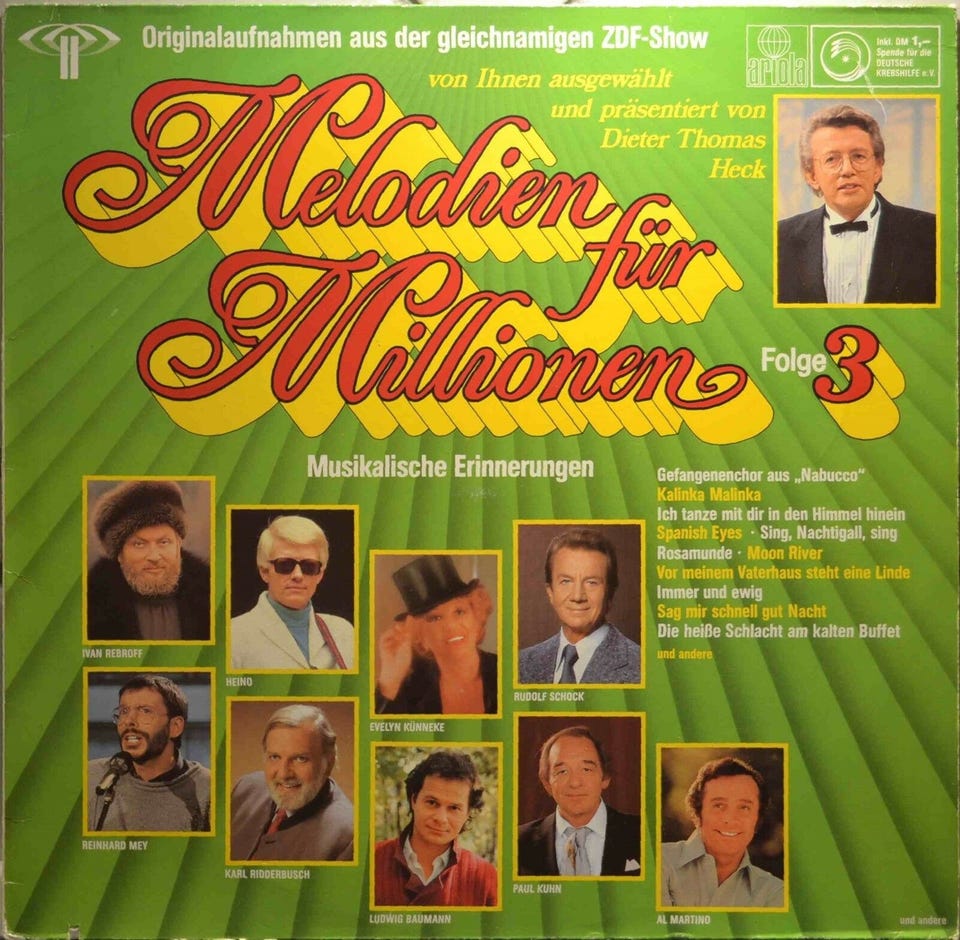 Originalaufnahmen aus der gleichnamigen ZDF-Show
von Ihnen ausgewählt
und präsentiert von
Dieter Thomas
Heck
ariola
Inkl. DM 1,–
Spende für die
DEUTSCHE
KREBSHILFE e.V.
Melodien
für
Millionen
Folge 3
Musikalische Erinnerungen
Gefangenenchor aus „Nabucco“
Kalinka Malinka
Ich tanze mit dir in den Himmel hinein
Spanish Eyes · Sing, Nachtigall, sing
Rosamunde · Moon River
Vor meinem Vaterhaus steht eine Linde
Immer und ewig
Sag mir schnell gut Nacht
Die heiße Schlacht am kalten Buffet
und andere
IVAN REBROFF
HEINO
EVELYN KÜNNEKE
RUDOLF SCHOCK
REINHARD MEY
KARL RIDDERBUSCH
LUDWIG BAUMANN
PAUL KUHN
AL MARTINO
und andere